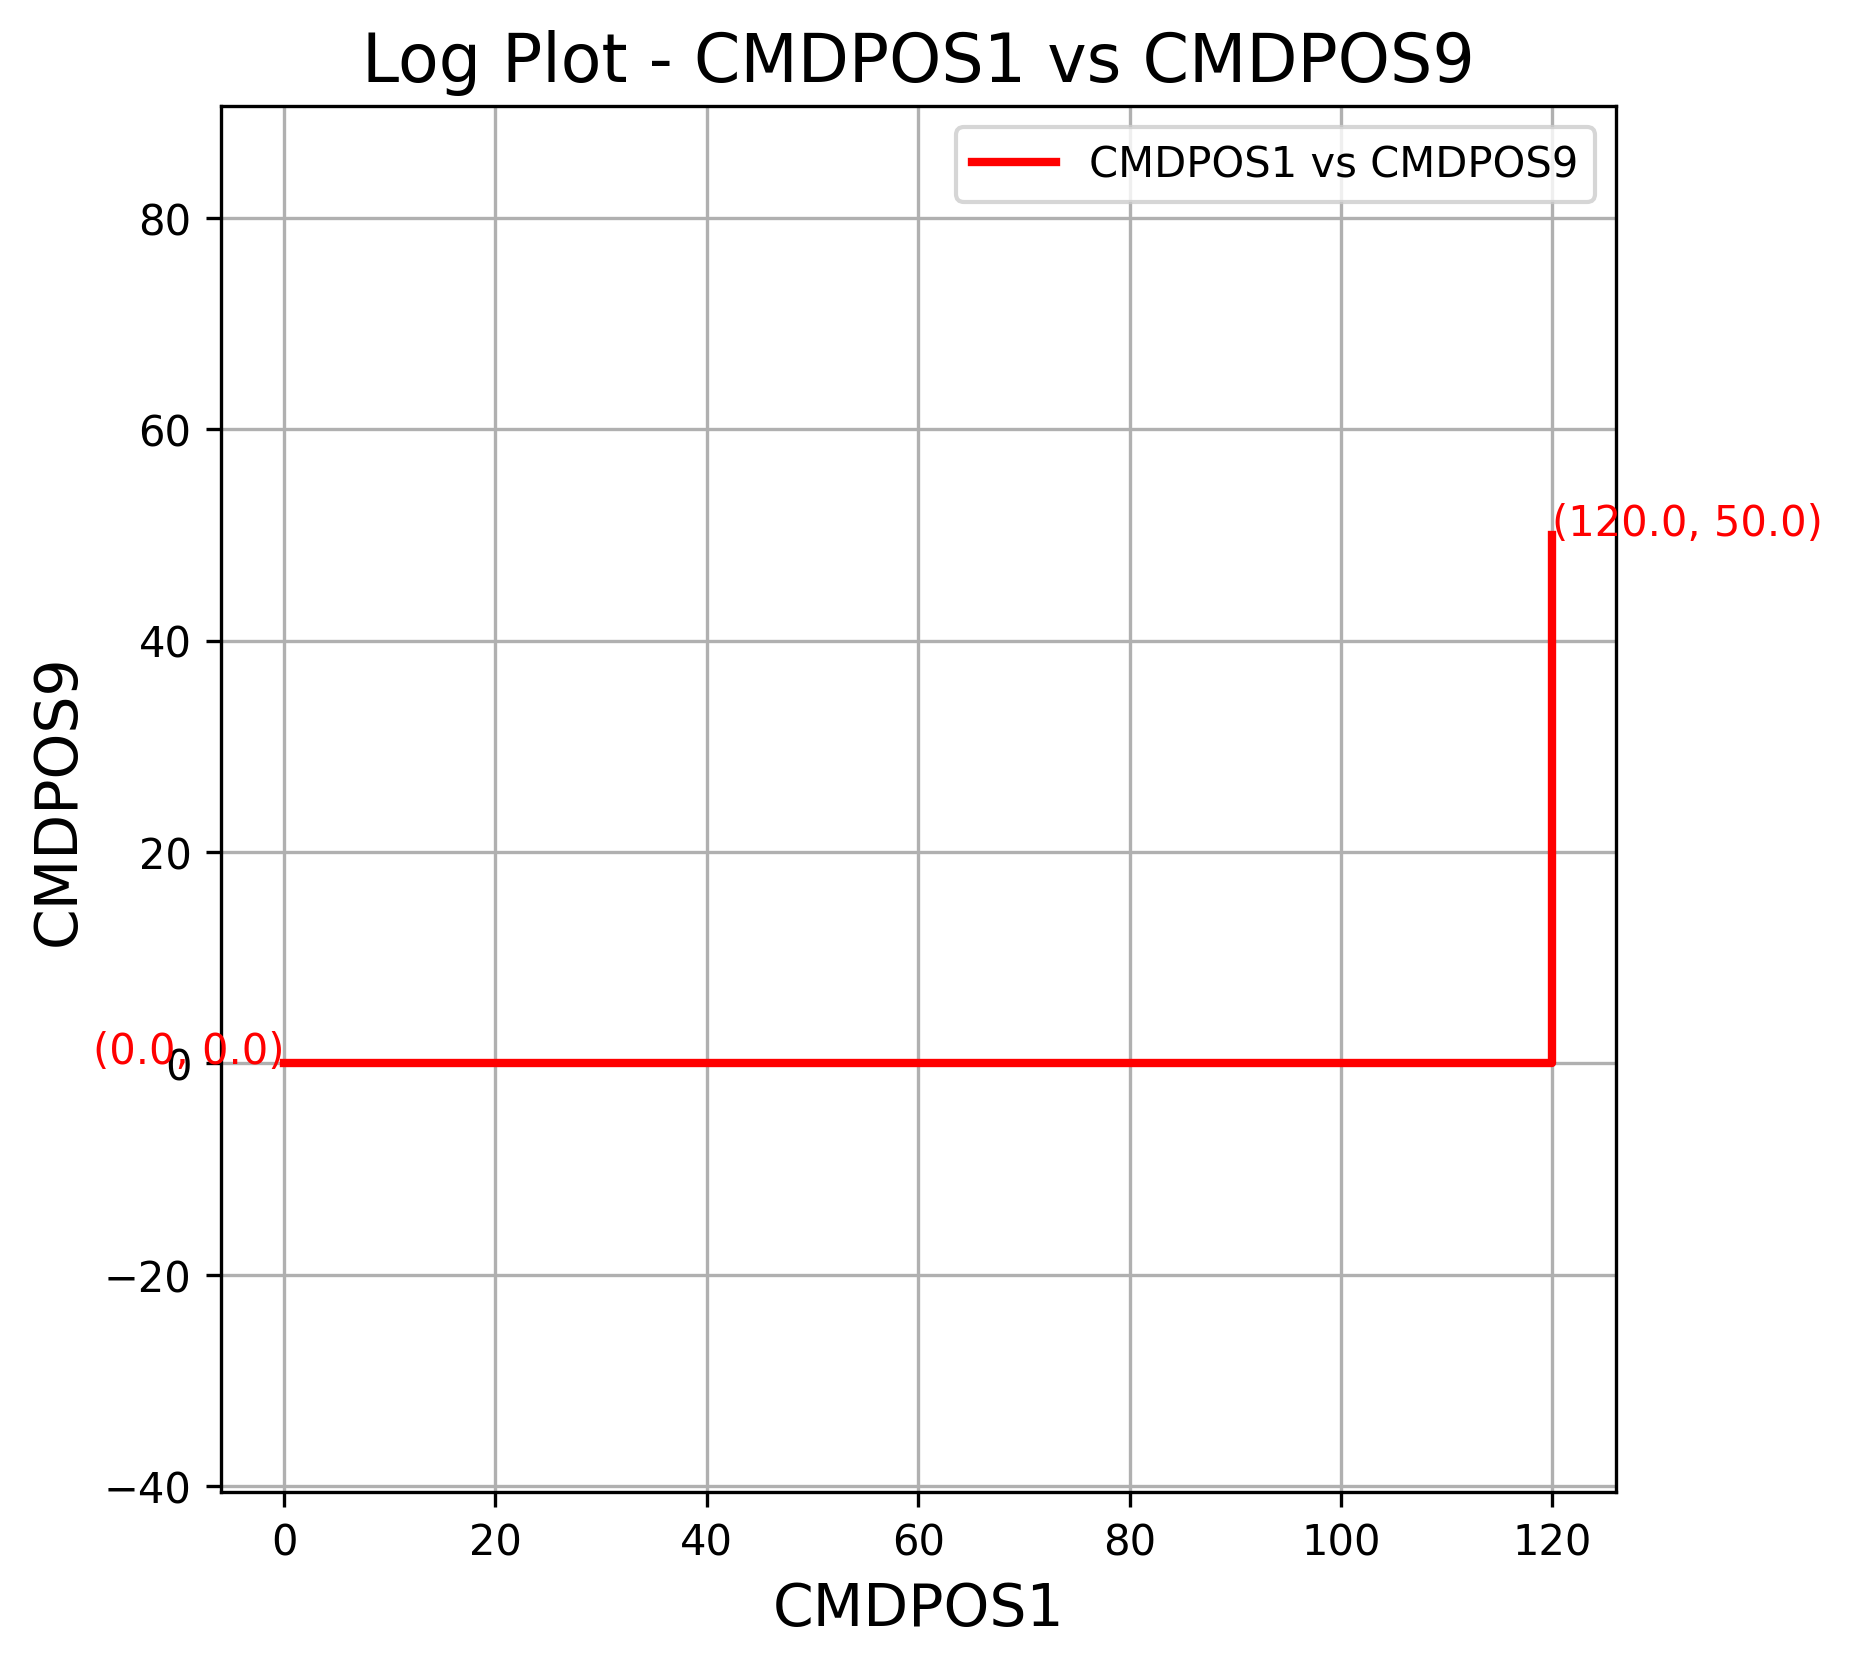 Log Plot - CMDPOS1 vs CMDPOS9
CMDPOS1 vs CMDPOS9
80
60
(120.0, 50.0)
40
CMDPOS9
20
(0.0, 0.0)
0
−20
−40
0 20 40 60 80 100 120
CMDPOS1